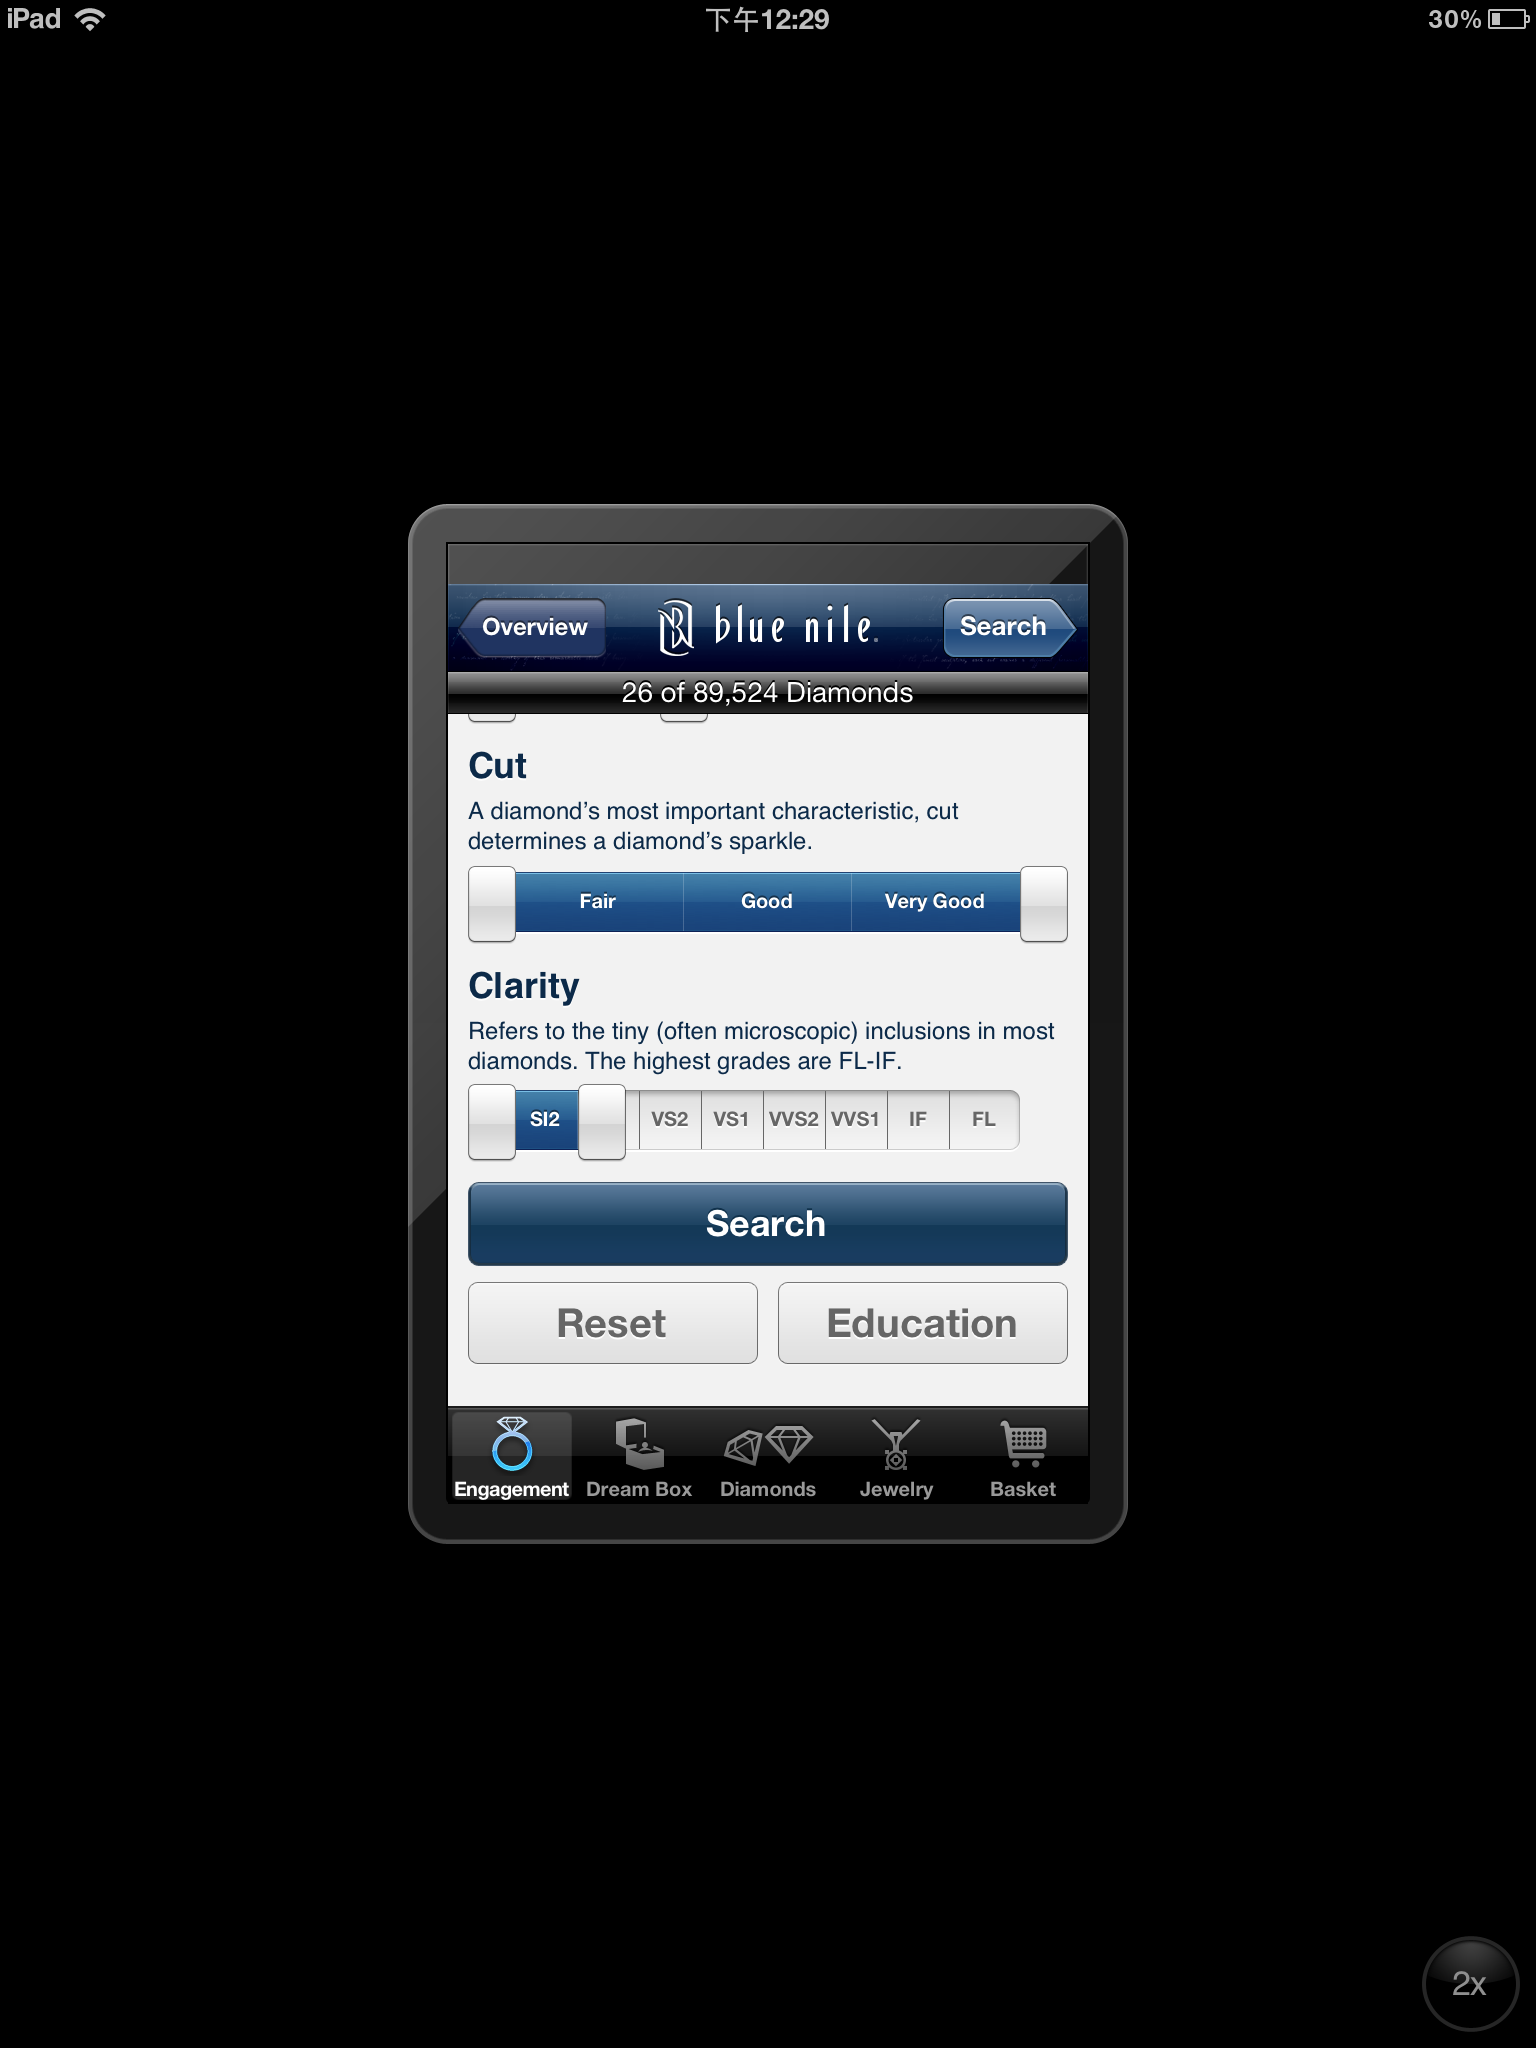 iPad 下午12:29 30%
Overview blue nile. Search
26 of 89,524 Diamonds
Cut
A diamond’s most important characteristic, cut
determines a diamond’s sparkle.
Fair Good Very Good
Clarity
Refers to the tiny (often microscopic) inclusions in most
diamonds. The highest grades are FL-IF.
SI2 VS2 VS1 VVS2 VVS1 IF FL
Search
Reset Education
Engagement Dream Box Diamonds Jewelry Basket
2x